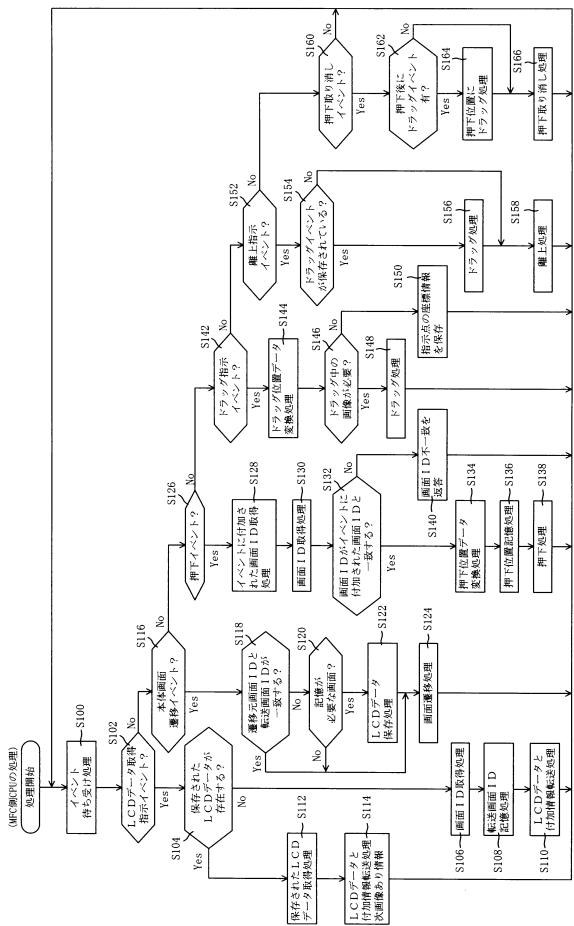 (MFC側CPUの処理)
処理開始
イベント
待ち受け処理
S100
LCDデータ取得
指示イベント?
S102
Yes
No
保存された
LCDデータが
存在する?
S104
Yes
No
保存されたLCD
データ取得処理
S112
LCDデータと
付加情報転送処理
次画像あり情報
S114
画面ID取得処理
S106
転送画面ID
記憶処理
S108
LCDデータと
付加情報転送処理
S110
本体画面
遷移イベント?
S116
Yes
No
遷移元画面IDと
転送画面IDが
一致する?
S118
Yes
No
記憶が
必要な画面?
S120
Yes
No
LCDデータ
保存処理
S122
画面遷移処理
S124
押下イベント?
S126
Yes
No
イベントに付加さ
れた画面ID取得
処理
S128
画面ID取得処理
S130
画面IDがイベントに
付加された画面IDと
一致する?
S132
Yes
No
画面ID不一致を
返答
S140
押下位置データ
変換処理
S134
押下位置記憶処理
S136
押下処理
S138
ドラッグ指示
イベント?
S142
Yes
No
ドラッグ位置データ
変換処理
S144
ドラッグ中の
画像が必要?
S146
Yes
No
ドラッグ処理
S148
指示点の座標情報
を保存
S150
離上指示
イベント?
S152
Yes
No
ドラッグイベント
が保存されている?
S154
Yes
No
ドラッグ処理
S156
離上処理
S158
押下取り消し
イベント?
S160
Yes
No
押下後に
ドラッグイベント
有?
S162
Yes
No
押下位置に
ドラッグ処理
S164
押下取り消し処理
S166